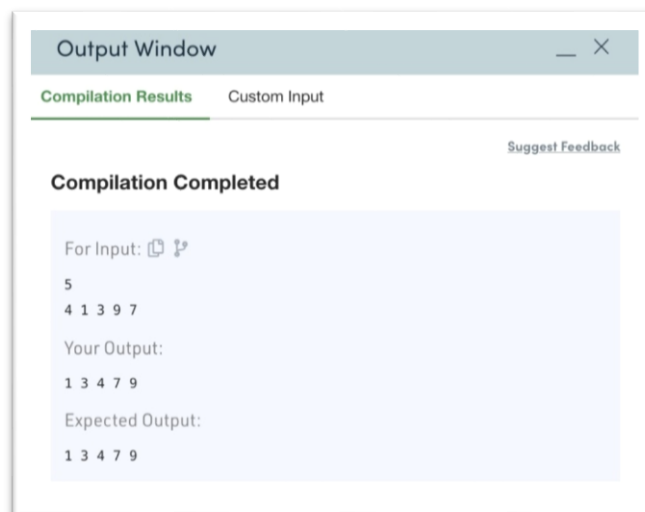 Output Window
Compilation Results Custom Input
Suggest Feedback
Compilation Completed
For Input:
5
4 1 3 9 7
Your Output:
1 3 4 7 9
Expected Output:
1 3 4 7 9